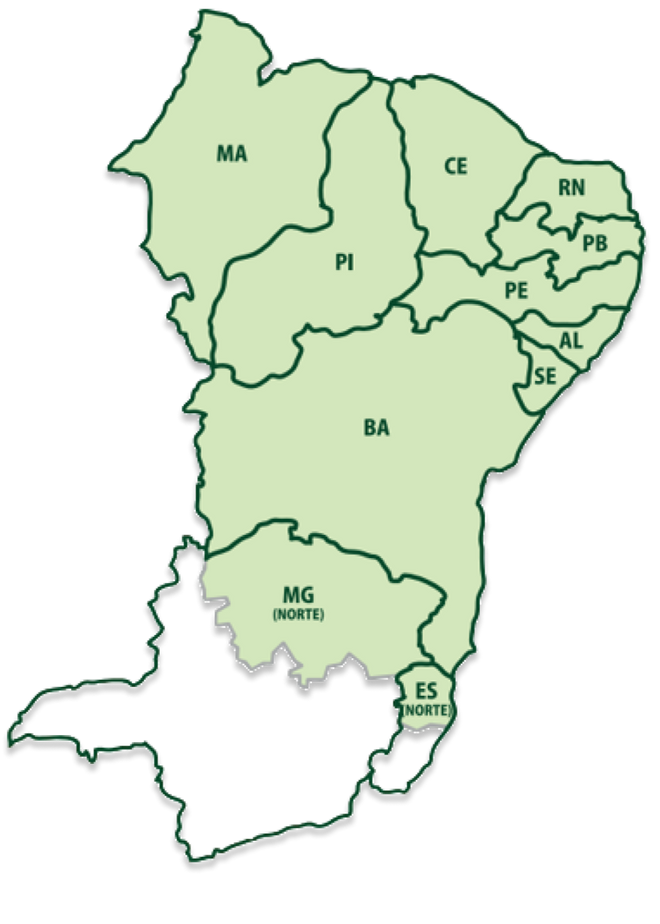 MA
CE
RN
PB
PI
PE
AL
SE
BA
MG
(NORTE)
ES
(NORTE)